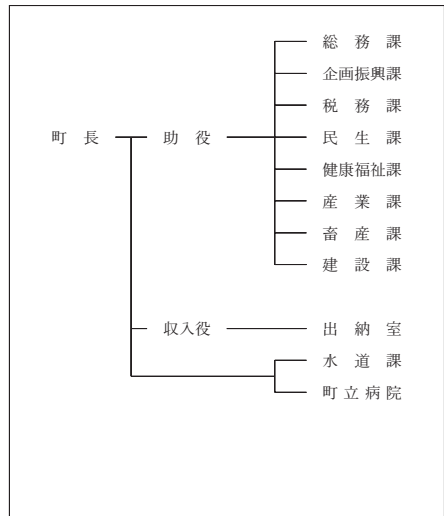 総務課
企画振興課
税務課
町長 助役 民生課
健康福祉課
産業課
畜産課
建設課
収入役 出納室
水道課
町立病院